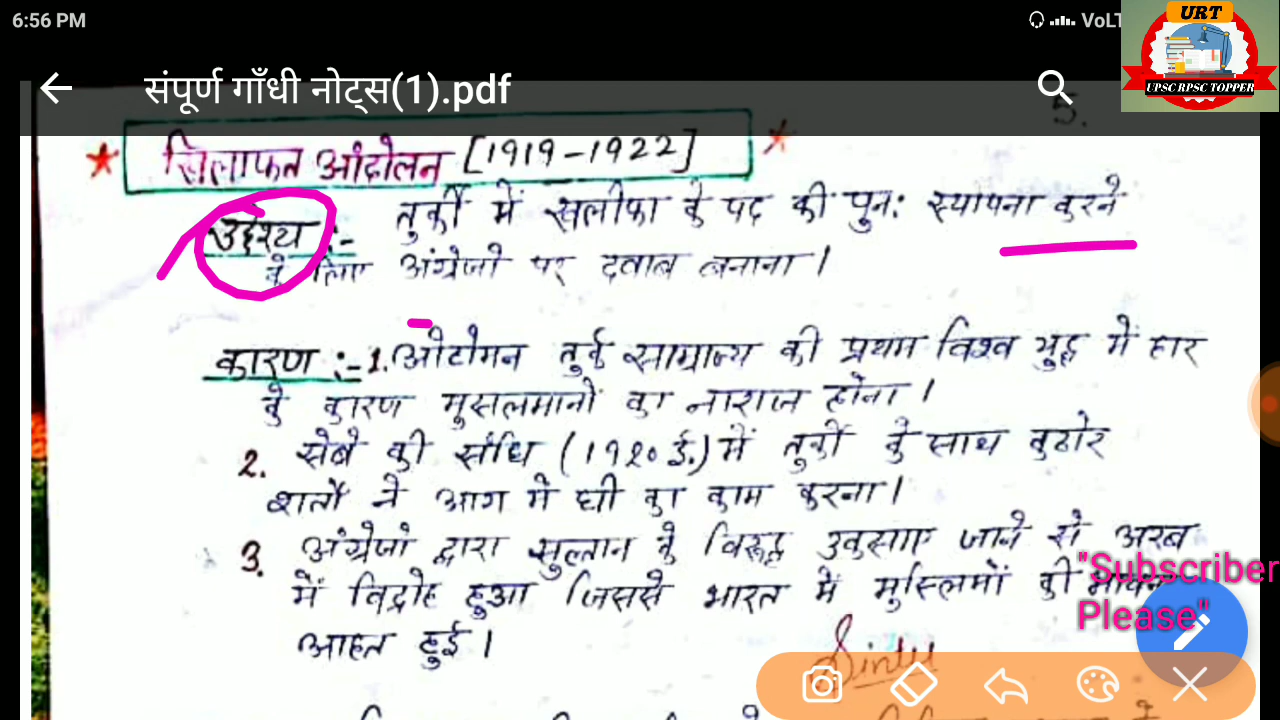 6:56 PM
VoLT
URT
UPSC RPSC TOPPER
संपूर्ण गाँधी नोट्स(1).pdf
5.
खिलाफत आंदोलन [1919-1922]
उद्देश्य :- तुर्की में खलीफा के पद की पुन: स्थापना करने
के लिए अंग्रेजो पर दवाब बनाना।
कारण :- 1. ओटोमन तुर्क साम्राज्य की प्रथम विश्व युद्ध में हार
के कारण मुसलमानों का नाराज होना।
2. सेब्रे की संधि (1920 ई.) में तुर्की के साथ कठोर
शर्तों ने आग में घी का काम करना।
3. अंग्रेजो द्वारा सुल्तान के विरूद्ध उकसाए जाने से अरब
में विद्रोह हुआ जिससे भारत में मुस्लिमों की
आहत हुई।
"Subscriber
Please"